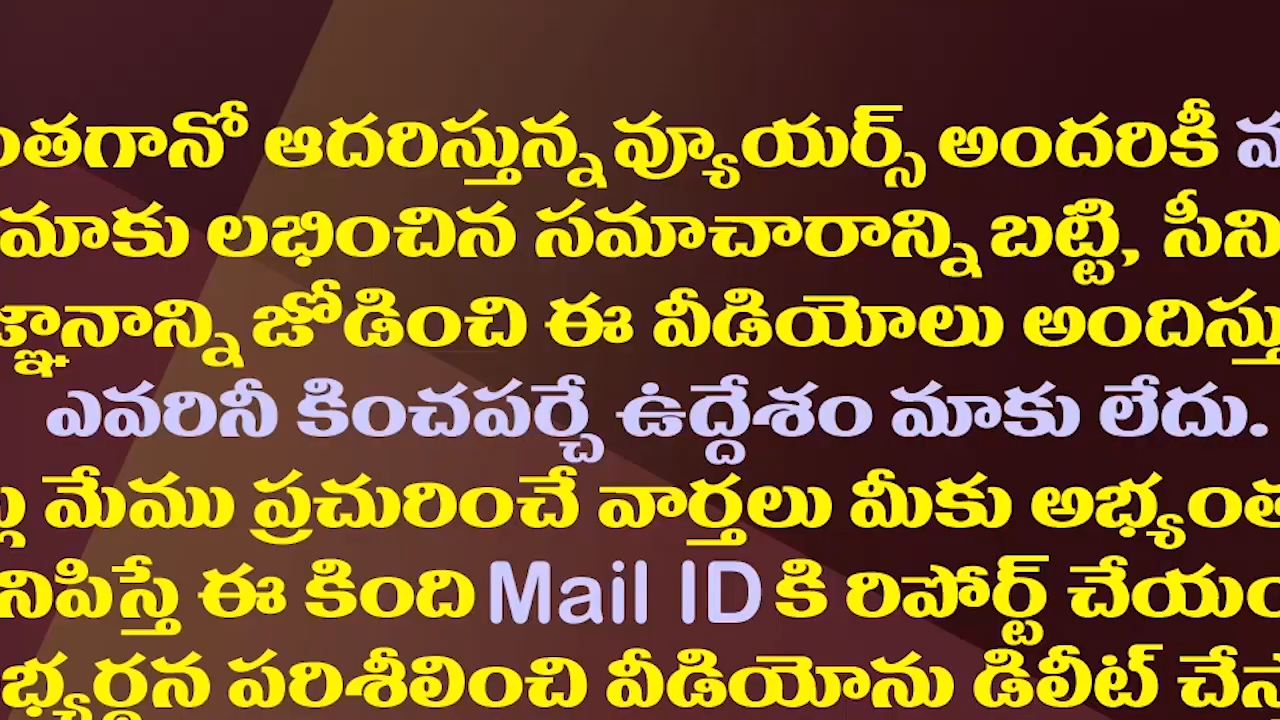 ంతగానో ఆదరిస్తున్న వ్యూయర్స్ అందరికీ
మాకు లభించిన సమాచారాన్ని బట్టి, సీని
జ్ఞానాన్ని జోడించి ఈ వీడియోలు అందిస్తు
ఎవరినీ కించపర్చే ఉద్దేశం మాకు లేదు.
మేము ప్రచురించే వార్తలు మీకు అభ్యంత
నిపిస్తే ఈ కింది Mail ID కి రిపోర్ట్ చేయం
భ్యర్థన పరిశీలించి వీడియోను డిలీట్ చేస